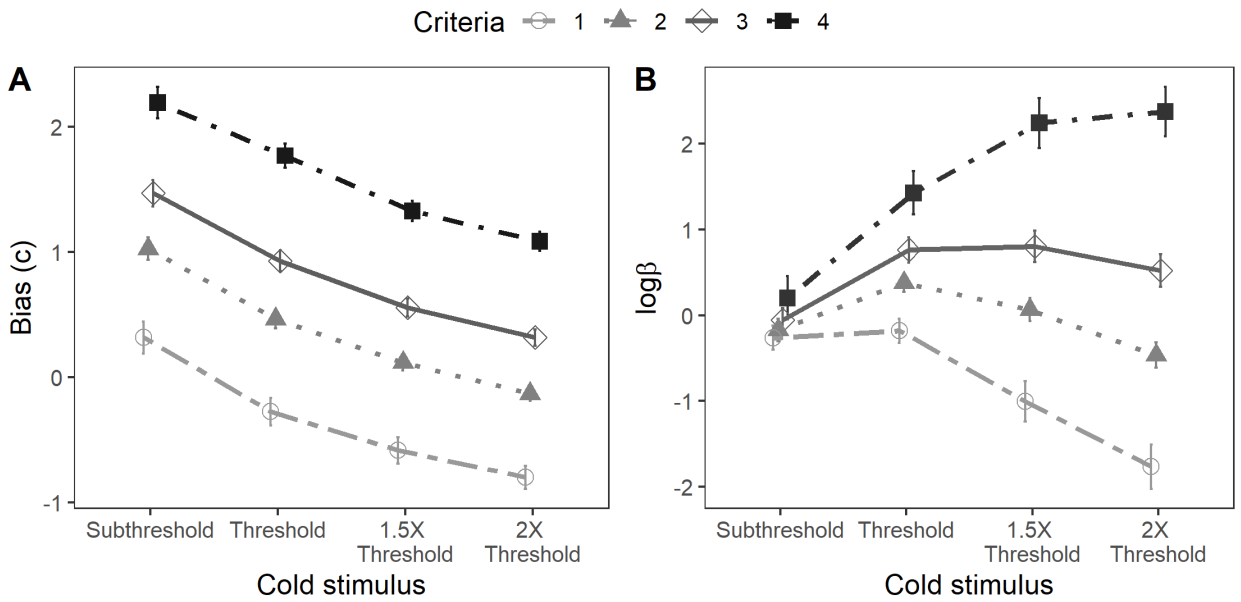 Criteria 1 2 3 4
A
Bias (c)
2
1
0
-1
Subthreshold Threshold 1.5X Threshold 2X Threshold
Cold stimulus
B
logβ
2
1
0
-1
-2
Subthreshold Threshold 1.5X Threshold 2X Threshold
Cold stimulus